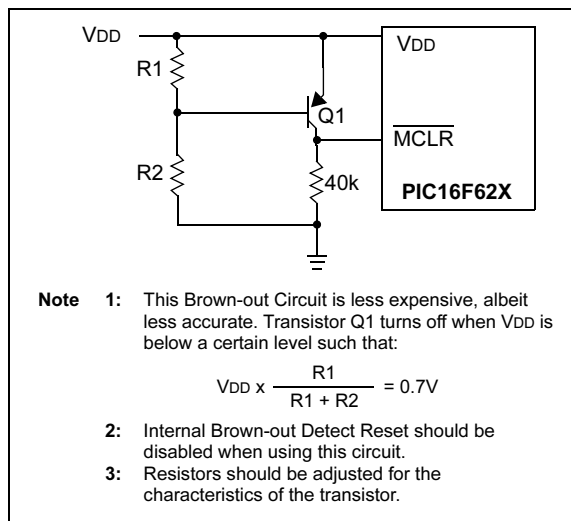 VDD
VDD
R1
Q1
MCLR
R2
40k
PIC16F62X
Note 1: This Brown-out Circuit is less expensive, albeit
less accurate. Transistor Q1 turns off when VDD is
below a certain level such that:
VDD x R1 / R1 + R2 = 0.7V
2: Internal Brown-out Detect Reset should be
disabled when using this circuit.
3: Resistors should be adjusted for the
characteristics of the transistor.